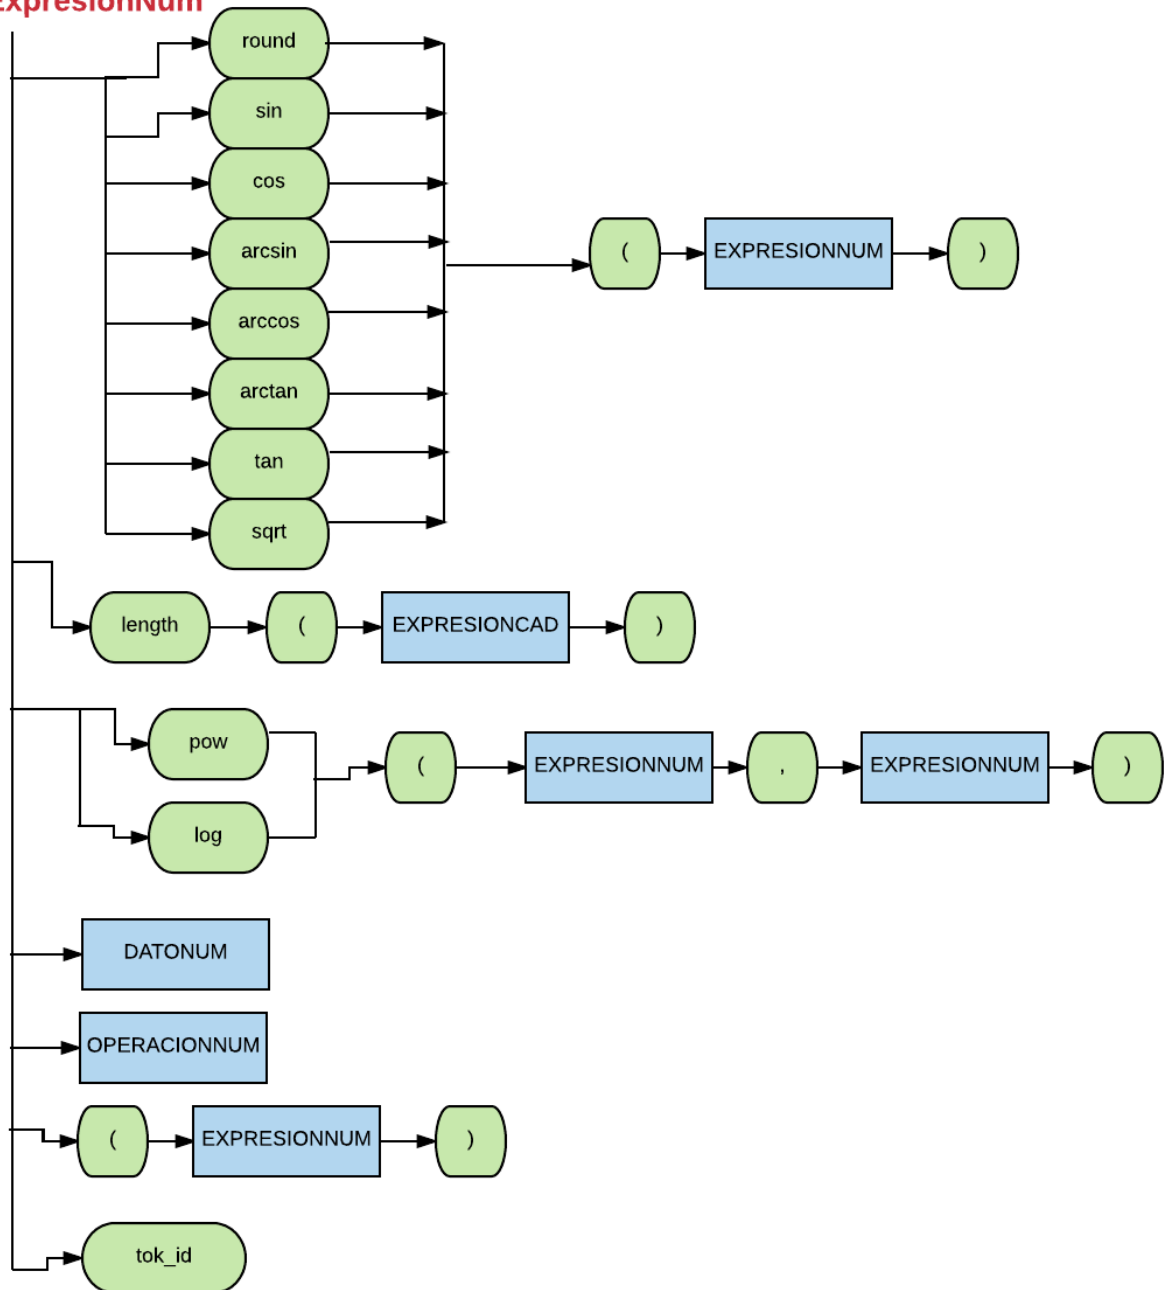 ExpresionNum
round
sin
cos
arcsin
( EXPRESIONNUM )
arccos
arctan
tan
sqrt
length ( EXPRESIONCAD )
pow
( EXPRESIONNUM , EXPRESIONNUM )
log
DATONUM
OPERACIONNUM
( EXPRESIONNUM )
tok_id